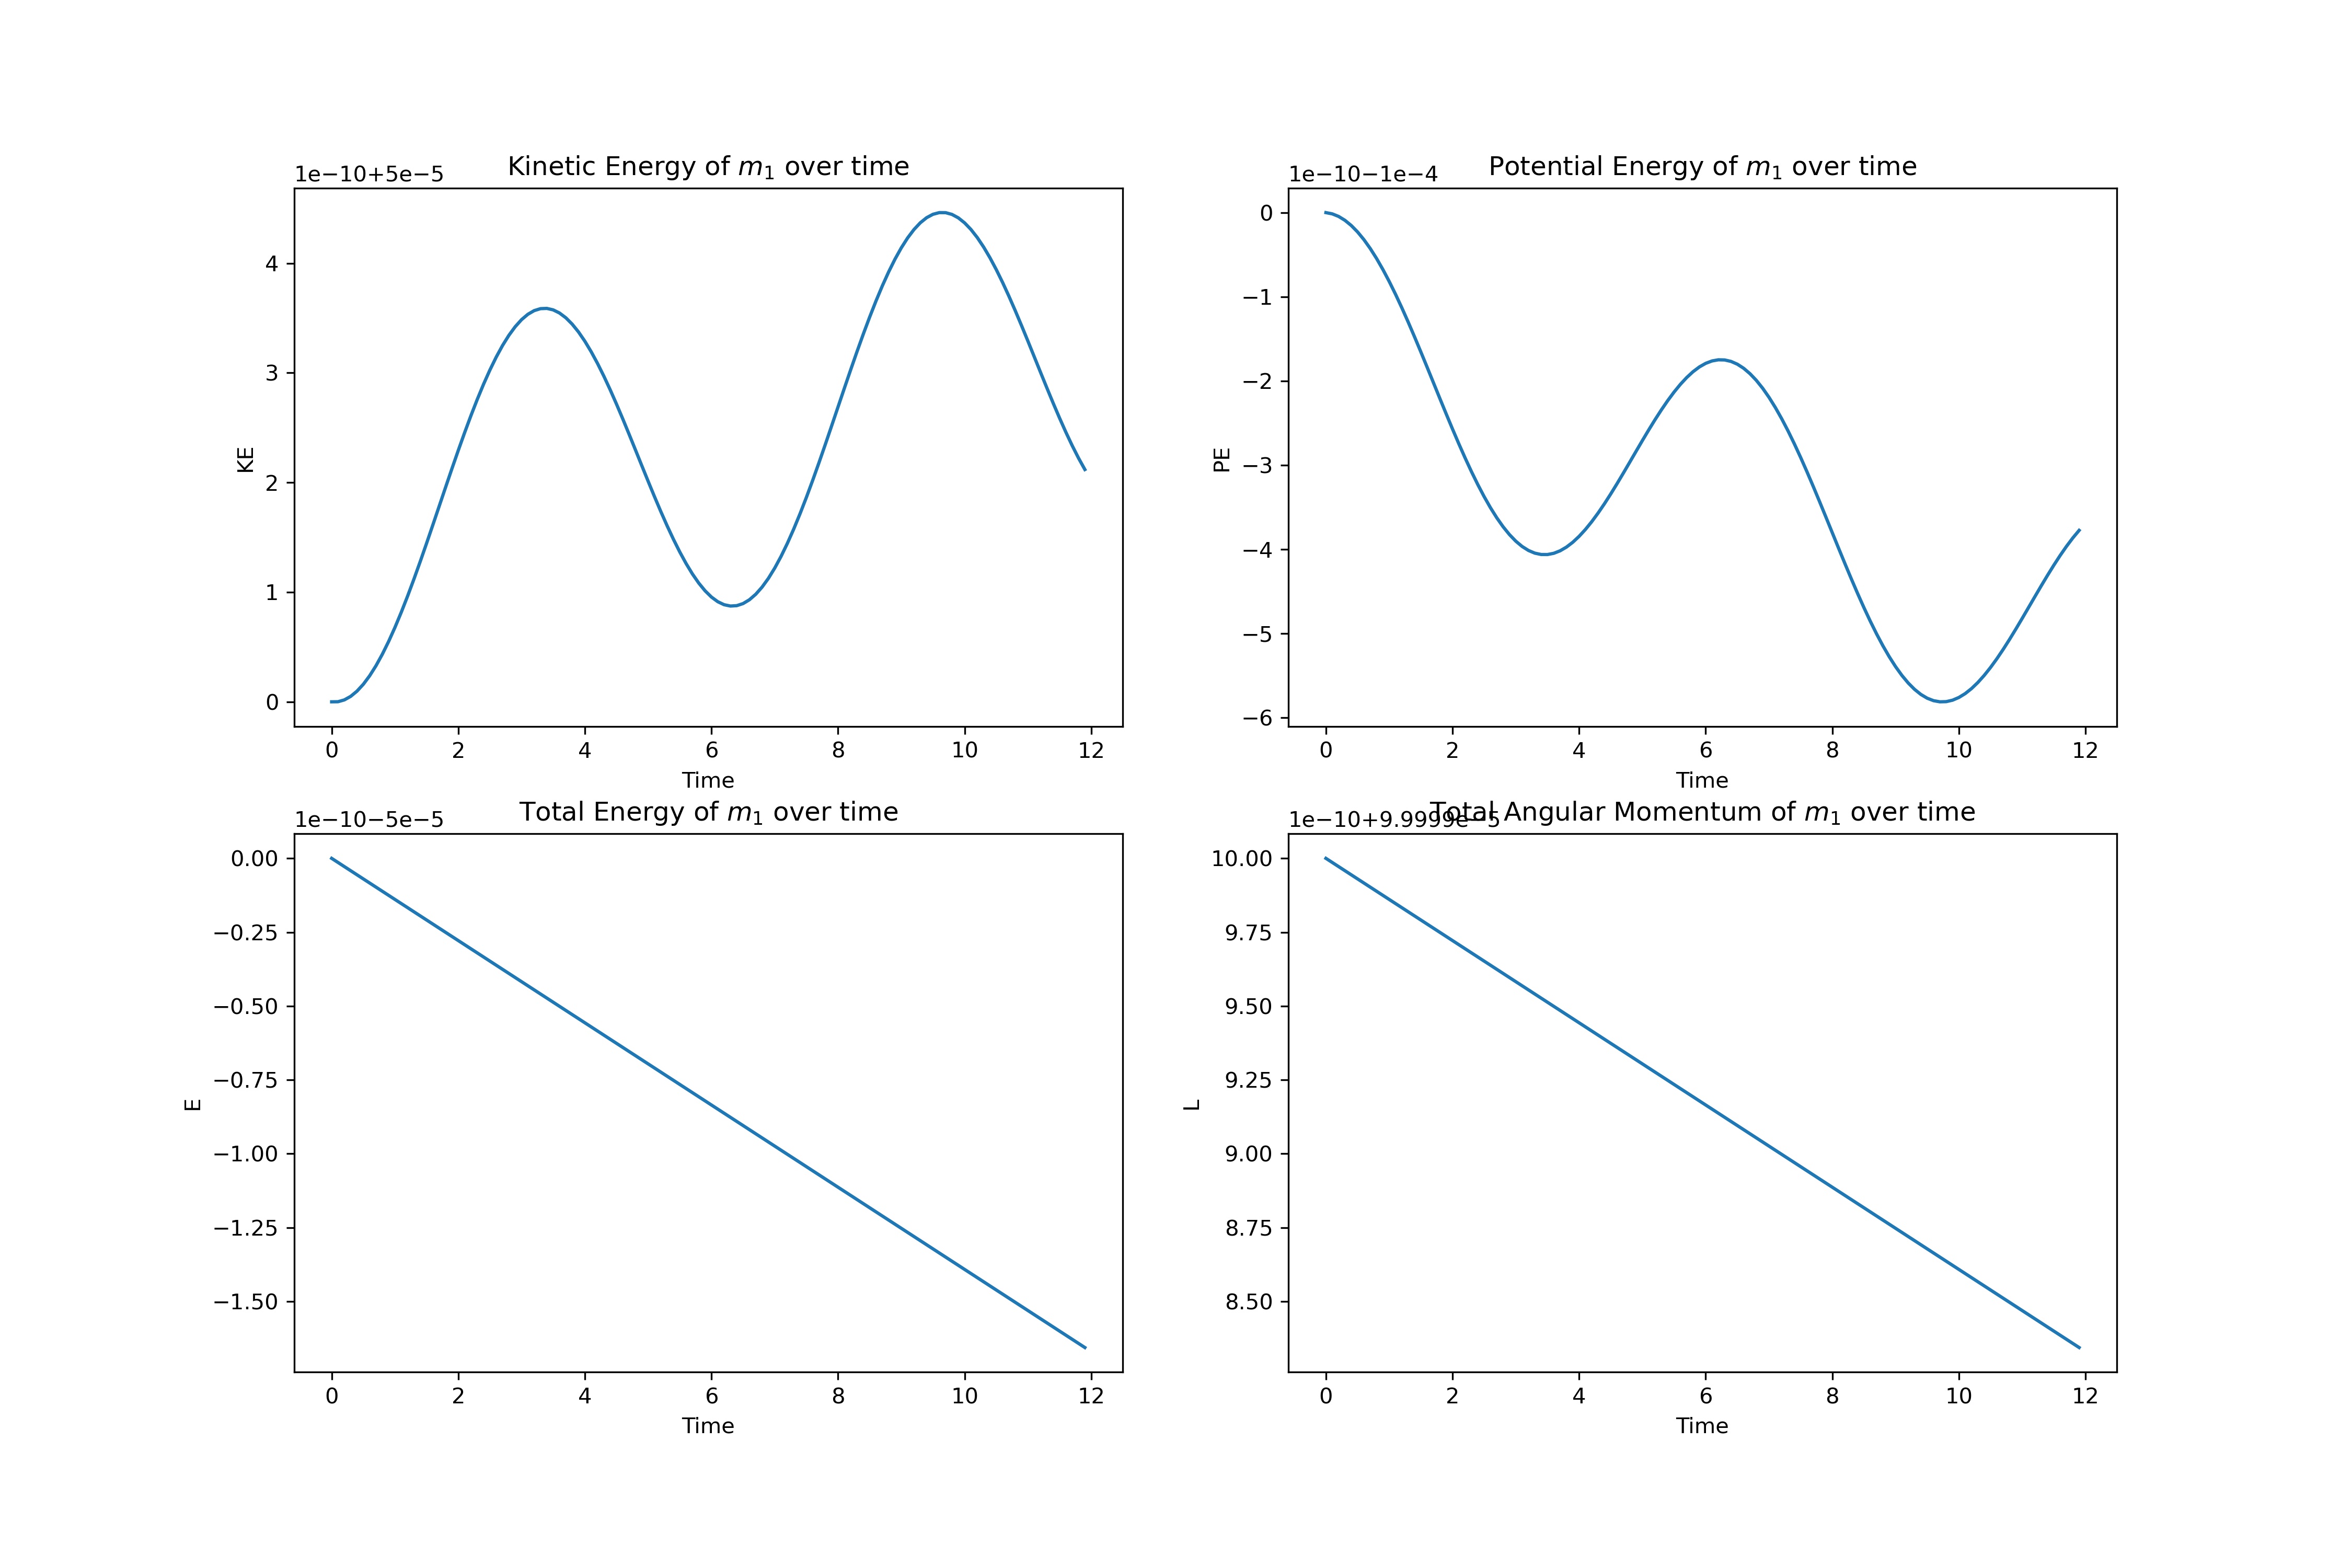 1e−10+5e−5
Kinetic Energy of m₁ over time
4
3
2
1
0
KE
0 2 4 6 8 10 12
Time
1e−10−1e−4
Potential Energy of m₁ over time
0
−1
−2
−3
−4
−5
−6
PE
0 2 4 6 8 10 12
Time
1e−10−5e−5
Total Energy of m₁ over time
0.00
−0.25
−0.50
−0.75
−1.00
−1.25
−1.50
E
0 2 4 6 8 10 12
Time
1e−10+9.9999e−5
Total Angular Momentum of m₁ over time
10.00
9.75
9.50
9.25
9.00
8.75
8.50
L
0 2 4 6 8 10 12
Time